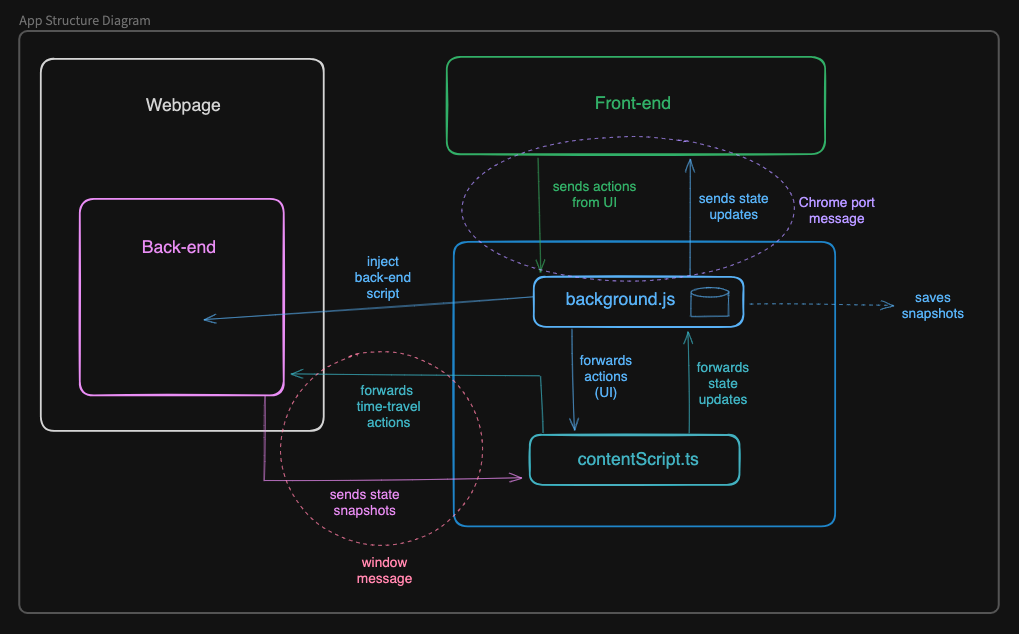 App Structure Diagram
Webpage
Front-end
sends actions
from UI
sends state
updates
Chrome port
message
Back-end
inject
back-end
script
background.js
saves
snapshots
forwards
actions
(UI)
forwards
state
updates
forwards
time-travel
actions
contentScript.ts
sends state
snapshots
window
message